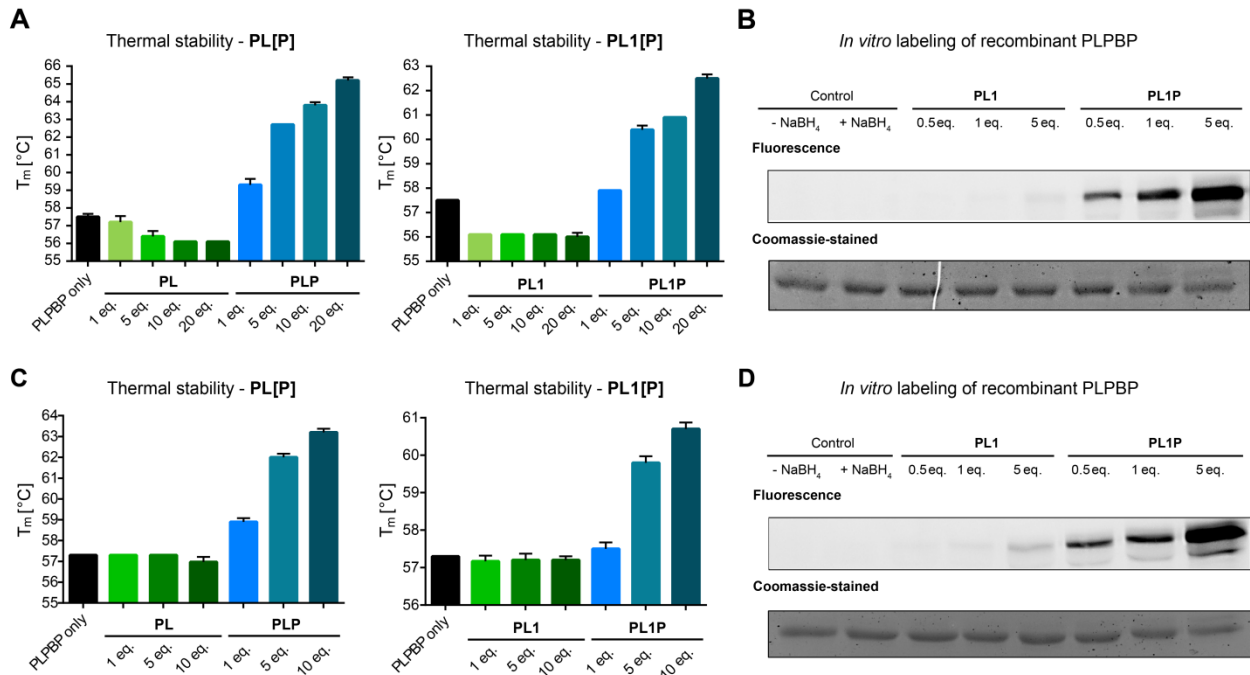 A
Thermal stability - PL[P]
Tm [°C]
66
65
64
63
62
61
60
59
58
57
56
55
PLPBP only
1 eq.
5 eq.
10 eq.
20 eq.
1 eq.
5 eq.
10 eq.
20 eq.
PL
PLP
Thermal stability - PL1[P]
Tm [°C]
63
62
61
60
59
58
57
56
55
PLPBP only
1 eq.
5 eq.
10 eq.
20 eq.
1 eq.
5 eq.
10 eq.
20 eq.
PL1
PL1P
B
In vitro labeling of recombinant PLPBP
Control PL1 PL1P
- NaBH₄ + NaBH₄ 0.5 eq. 1 eq. 5 eq. 0.5 eq. 1 eq. 5 eq.
Fluorescence
Coomassie-stained
C
Thermal stability - PL[P]
Tm [°C]
64
63
62
61
60
59
58
57
56
55
PLPBP only
1 eq.
5 eq.
10 eq.
1 eq.
5 eq.
10 eq.
PL
PLP
Thermal stability - PL1[P]
Tm [°C]
61
60
59
58
57
56
PLPBP only
1 eq.
5 eq.
10 eq.
1 eq.
5 eq.
10 eq.
PL1
PL1P
D
In vitro labeling of recombinant PLPBP
Control PL1 PL1P
- NaBH₄ + NaBH₄ 0.5 eq. 1 eq. 5 eq. 0.5 eq. 1 eq. 5 eq.
Fluorescence
Coomassie-stained